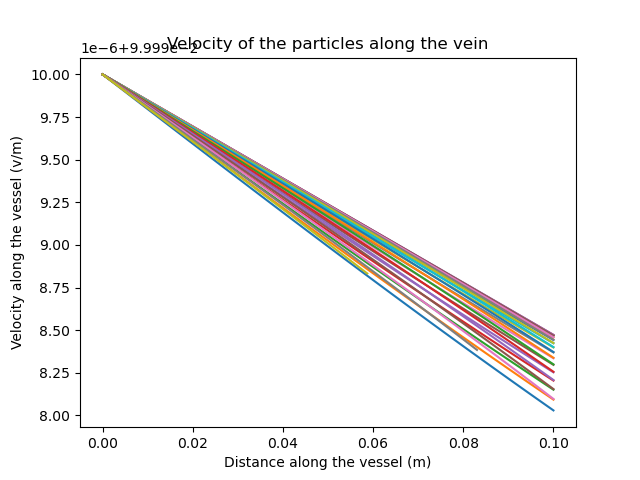 Velocity of the particles along the vein
1e−6+9.999e−2
10.00
9.75
9.50
9.25
9.00
8.75
8.50
8.25
8.00
Velocity along the vessel (v/m)
0.00 0.02 0.04 0.06 0.08 0.10
Distance along the vessel (m)